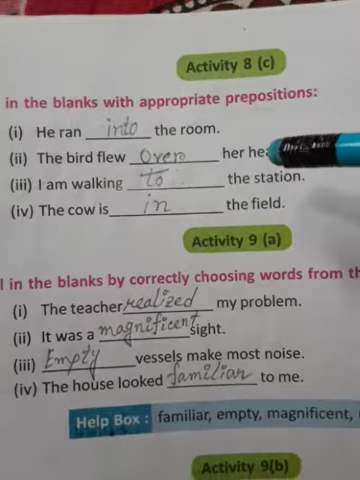 Activity 8 (c)
in the blanks with appropriate prepositions:
(i) He ran into the room.
(ii) The bird flew over her hea
(iii) I am walking to the station.
(iv) The cow is in the field.
Activity 9 (a)
l in the blanks by correctly choosing words from th
(i) The teacher realized my problem.
(ii) It was a magnificent sight.
(iii) Empty vessels make most noise.
(iv) The house looked familiar to me.
Help Box : familiar, empty, magnificent,
Activity 9(b)